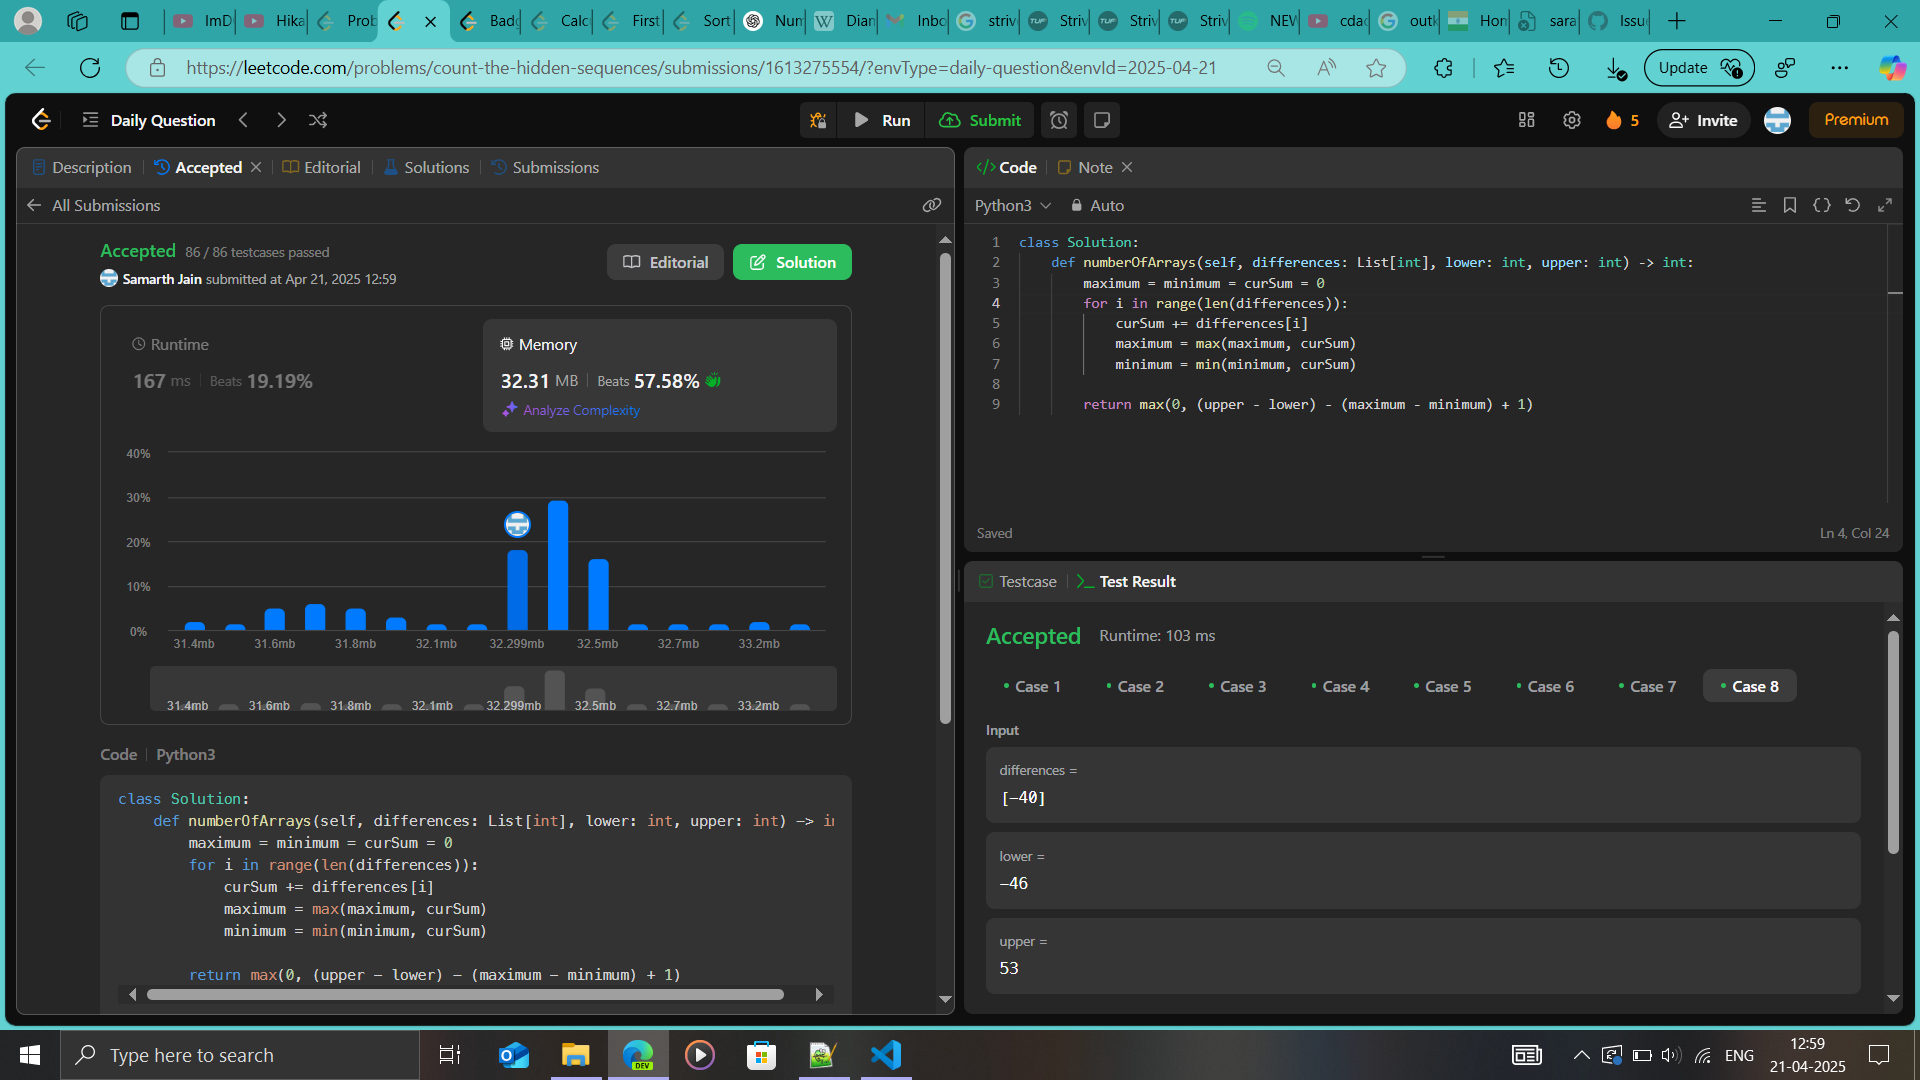 ImD
Hika
Prob
Badg
Calc
First
Sort
Num
Dian
Inbo
strive
Striv
Striv
Striv
NEW
cdac
outk
Hom
sara
Issue
https://leetcode.com/problems/count-the-hidden-sequences/submissions/1613275554/?envType=daily-question&envId=2025-04-21
Update
Daily Question
Run
Submit
5
Invite
Premium
Description
Accepted
Editorial
Solutions
Submissions
All Submissions
Accepted 86 / 86 testcases passed
Samarth Jain submitted at Apr 21, 2025 12:59
Editorial
Solution
Runtime
167 ms Beats 19.19%
Memory
32.31 MB Beats 57.58%
Analyze Complexity
40%
30%
20%
10%
0%
31.4mb 31.6mb 31.8mb 32.1mb 32.299mb 32.5mb 32.7mb 33.2mb
31.4mb 31.6mb 31.8mb 32.1mb 32.299mb 32.5mb 32.7mb 33.2mb
Code Python3
class Solution:
def numberOfArrays(self, differences: List[int], lower: int, upper: int) -> in
maximum = minimum = curSum = 0
for i in range(len(differences)):
curSum += differences[i]
maximum = max(maximum, curSum)
minimum = min(minimum, curSum)
return max(0, (upper - lower) - (maximum - minimum) + 1)
</> Code
Note
Python3
Auto
1 class Solution:
2 def numberOfArrays(self, differences: List[int], lower: int, upper: int) -> int:
3 maximum = minimum = curSum = 0
4 for i in range(len(differences)):
5 curSum += differences[i]
6 maximum = max(maximum, curSum)
7 minimum = min(minimum, curSum)
8
9 return max(0, (upper - lower) - (maximum - minimum) + 1)
Saved
Ln 4, Col 24
Testcase
Test Result
Accepted Runtime: 103 ms
Case 1 Case 2 Case 3 Case 4 Case 5 Case 6 Case 7 Case 8
Input
differences =
[-40]
lower =
-46
upper =
53
Type here to search
DEV
ENG
12:59
21-04-2025